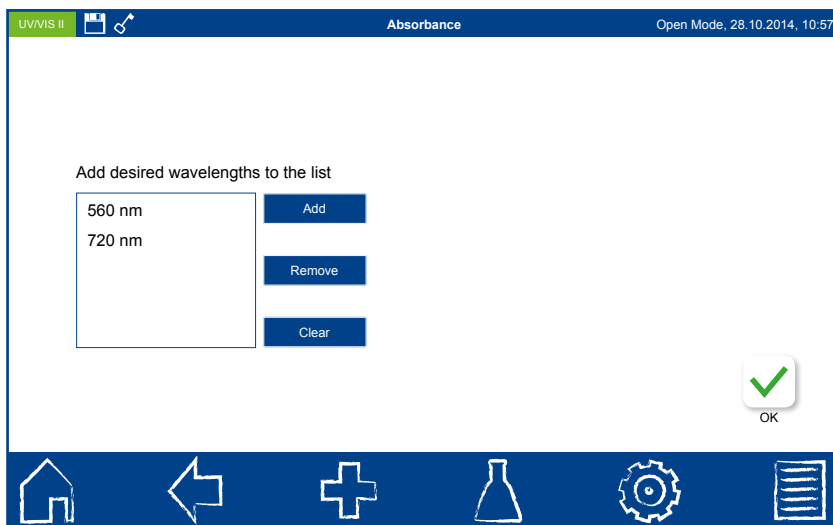 UV/VIS II
Absorbance
Open Mode, 28.10.2014, 10:57
Add desired wavelengths to the list
560 nm
Add
720 nm
Remove
Clear
OK